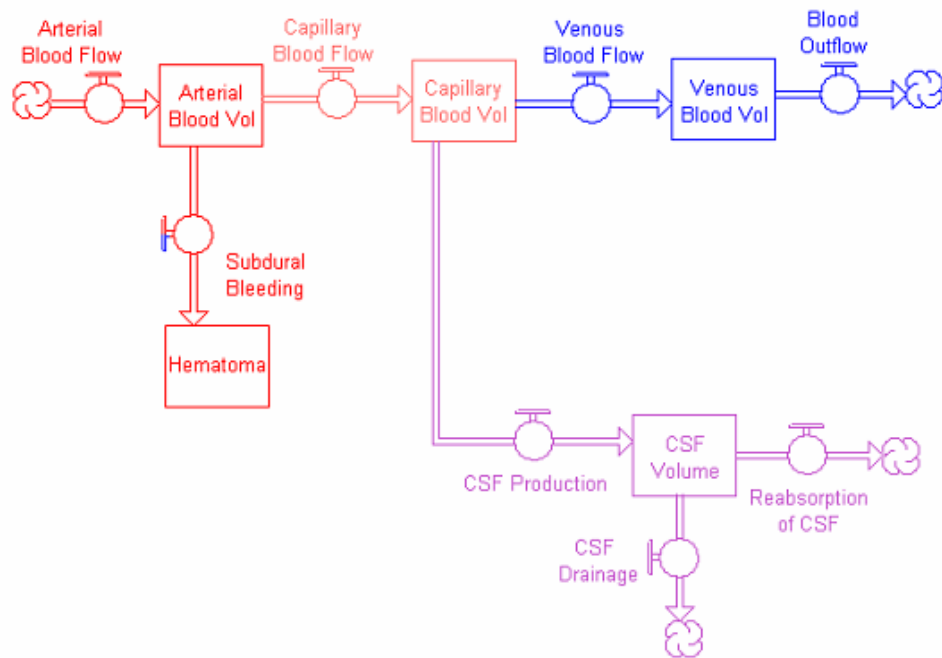 Arterial
Blood Flow
Capillary
Blood Flow
Venous
Blood Flow
Blood
Outflow
Arterial
Blood Vol
Capillary
Blood Vol
Venous
Blood Vol
Subdural
Bleeding
Hematoma
CSF
Volume
CSF Production
Reabsorption
of CSF
CSF
Drainage